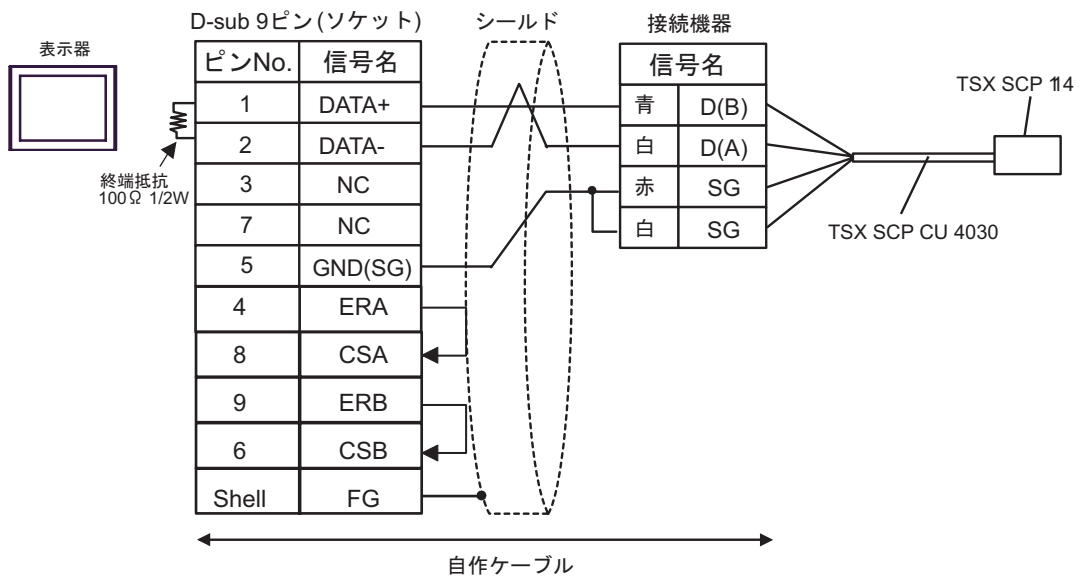 D-sub 9ピン(ソケット)
シールド
接続機器
表示器
ピンNo. 信号名
1 DATA+
2 DATA-
3 NC
7 NC
5 GND(SG)
4 ERA
8 CSA
9 ERB
6 CSB
Shell FG
終端抵抗
100Ω 1/2W
信号名
青 D(B)
白 D(A)
赤 SG
白 SG
TSX SCP 114
TSX SCP CU 4030
自作ケーブル